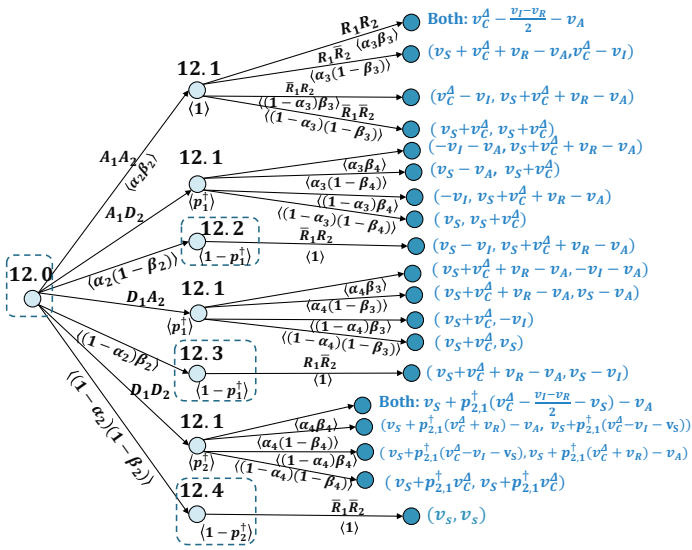 R₁R₂
⟨α₃β₃⟩
Both: v_C^Δ − (v_I−v_R)/2 − v_A
R₁R̅₂
⟨α₃(1−β₃)⟩
(v_S + v_C^Δ + v_R − v_A,v_C^Δ − v_I)
12.1
⟨1⟩
R̅₁R₂
⟨(1−α₃)β₃⟩
(v_C^Δ − v_I, v_S+v_C^Δ + v_R − v_A)
R̅₁R̅₂
⟨(1−α₃)(1−β₃)⟩
( v_S+v_C^Δ, v_S+v_C^Δ)
A₁A₂
⟨α₂β₂⟩
12.1
⟨p₁^†⟩
⟨α₃β₄⟩
(−v_I − v_A, v_S+v_C^Δ + v_R − v_A)
⟨α₃(1−β₄)⟩
(v_S − v_A, v_S+v_C^Δ)
⟨(1−α₃)β₄⟩
(−v_I, v_S+v_C^Δ + v_R − v_A)
⟨(1−α₃)(1−β₄)⟩
(v_S, v_S+v_C^Δ)
A₁D₂
⟨α₂(1−β₂)⟩
12.2
⟨1−p₁^†⟩
R̅₁R₂
⟨1⟩
(v_S − v_I, v_S+v_C^Δ + v_R − v_A)
12.0
D₁A₂
⟨(1−α₂)β₂⟩
12.1
⟨p₁^†⟩
⟨α₄β₃⟩
( v_S+v_C^Δ + v_R − v_A,−v_I − v_A)
⟨α₄(1−β₃)⟩
( v_S+v_C^Δ + v_R − v_A, v_S − v_A)
⟨(1−α₄)β₃⟩
(v_S+v_C^Δ, −v_I)
⟨(1−α₄)(1−β₃)⟩
(v_S+v_C^Δ, v_S)
12.3
⟨1−p₁^†⟩
R₁R̅₂
⟨1⟩
( v_S+v_C^Δ + v_R − v_A, v_S − v_I)
D₁D₂
⟨(1−α₂)(1−β₂)⟩
12.1
⟨p₂^†⟩
Both: v_S + p_{2,1}^†(v_C^Δ − (v_I−v_R)/2 − v_S) − v_A
⟨α₄β₄⟩
(v_S + p_{2,1}^†(v_C^Δ + v_R) − v_A, v_S+p_{2,1}^†(v_C^Δ−v_I − v_S))
⟨α₄(1−β₄)⟩
⟨(1−α₄)β₄⟩
(v_S+p_{2,1}^†(v_C^Δ−v_I − v_S), v_S + p_{2,1}^†(v_C^Δ + v_R) − v_A)
⟨(1−α₄)(1−β₄)⟩
( v_S+p_{2,1}^†v_C^Δ, v_S+p_{2,1}^†v_C^Δ)
12.4
⟨1−p₂^†⟩
R̅₁R̅₂
⟨1⟩
(v_S, v_S)